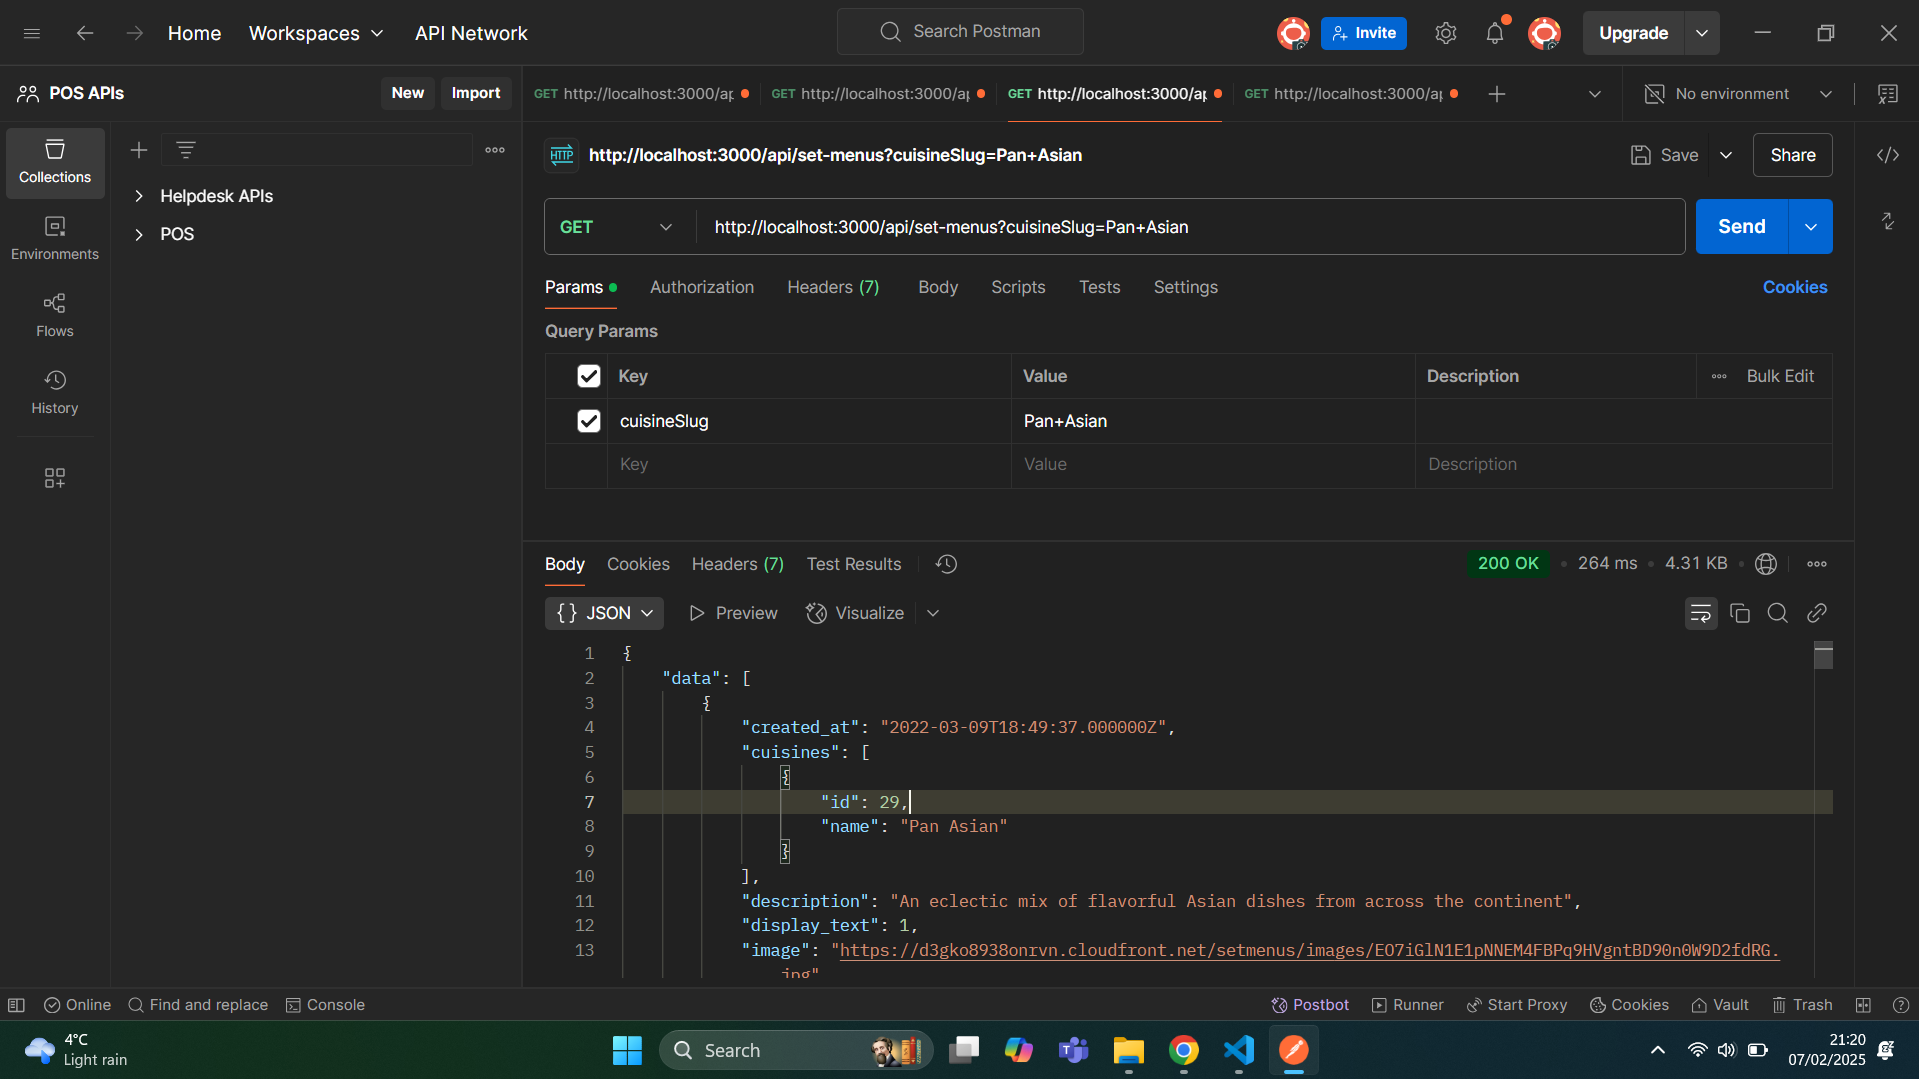 Home Workspaces API Network Search Postman Invite Upgrade
POS APIs New Import GET http://localhost:3000/ap GET http://localhost:3000/ap GET http://localhost:3000/ap GET http://localhost:3000/ap No environment
HTTP http://localhost:3000/api/set-menus?cuisineSlug=Pan+Asian Save Share
Collections
Helpdesk APIs
POS
Environments
Flows
History
GET http://localhost:3000/api/set-menus?cuisineSlug=Pan+Asian Send
Params Authorization Headers (7) Body Scripts Tests Settings Cookies
Query Params
Key Value Description Bulk Edit
cuisineSlug Pan+Asian
Key Value Description
Body Cookies Headers (7) Test Results 200 OK 264 ms 4.31 KB
{} JSON Preview Visualize
1 {
2 "data": [
3 {
4 "created_at": "2022-03-09T18:49:37.000000Z",
5 "cuisines": [
6 {
7 "id": 29,
8 "name": "Pan Asian"
9 }
10 ],
11 "description": "An eclectic mix of flavorful Asian dishes from across the continent",
12 "display_text": 1,
13 "image": "https://d3gko8938onrvn.cloudfront.net/setmenus/images/EO7iGlN1E1pNNEM4FBPq9HVgntBD90n0W9D2fdRG.
jpg"
Online Find and replace Console Postbot Runner Start Proxy Cookies Vault Trash
4°C
Light rain
Search
21:20
07/02/2025